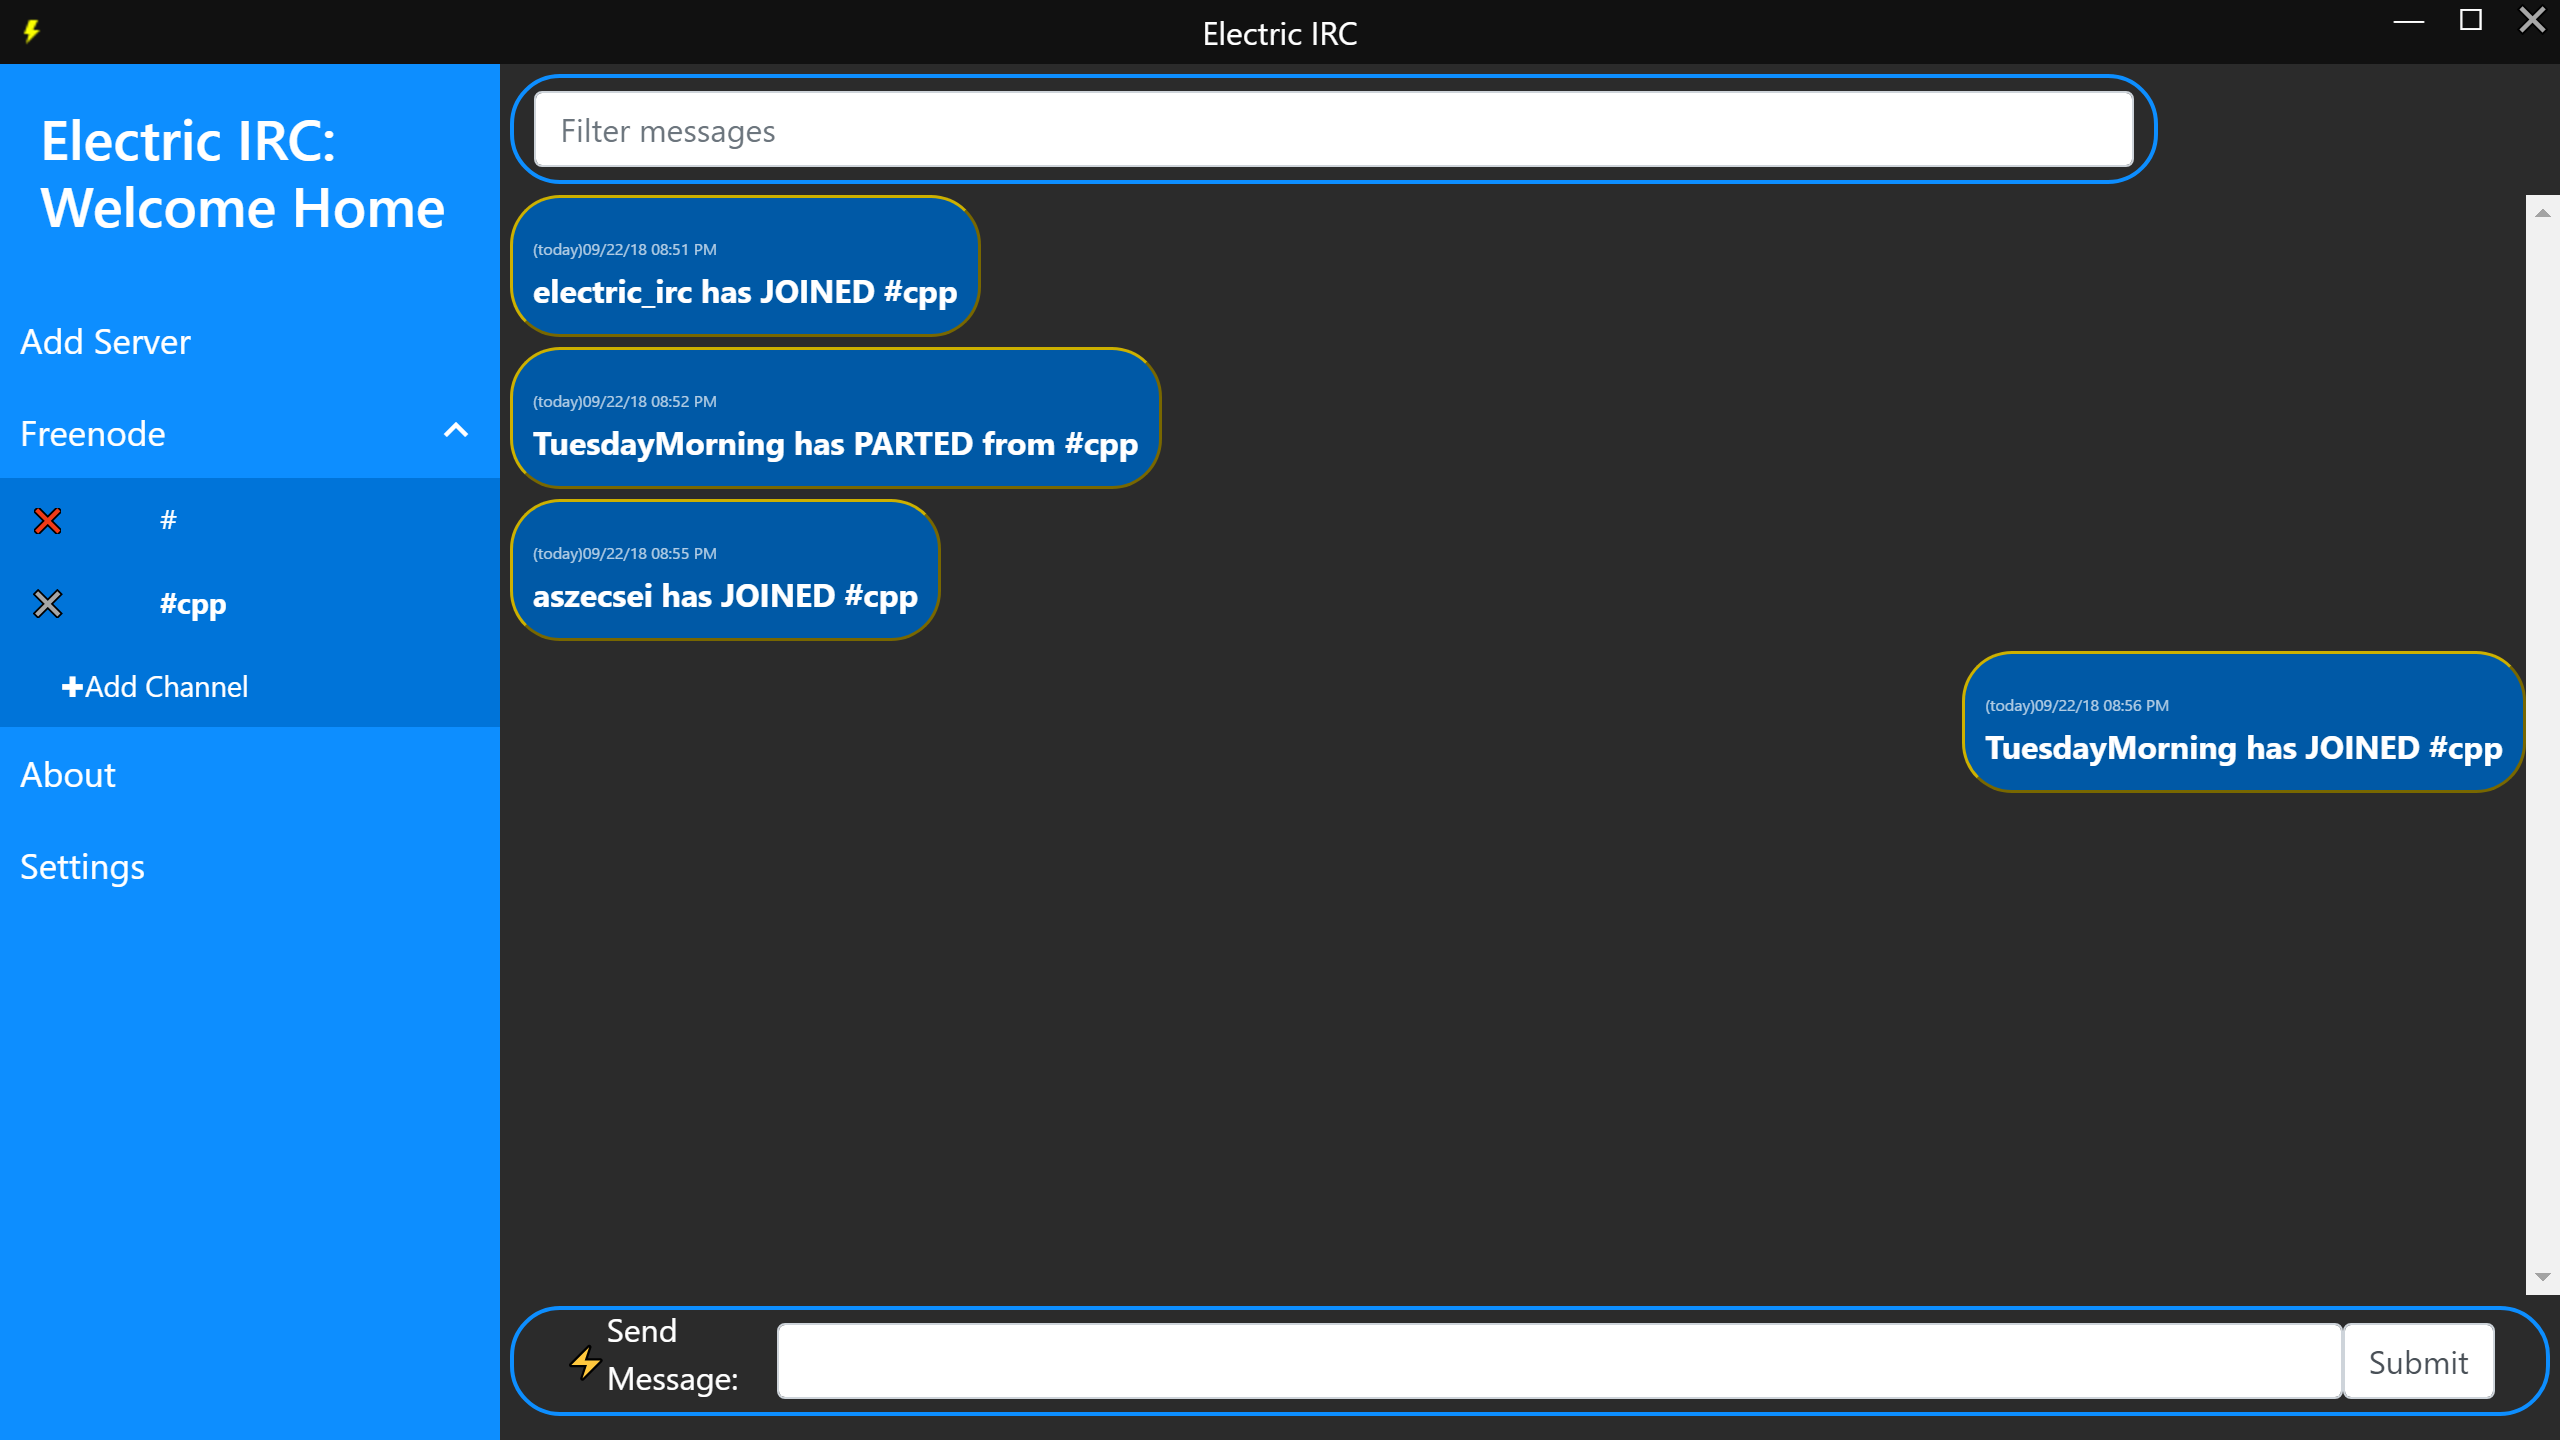 Electric IRC
Electric IRC:
Welcome Home
Add Server
Freenode
#
#cpp
Add Channel
About
Settings
Filter messages
(today)09/22/18 08:51 PM
electric_irc has JOINED #cpp
(today)09/22/18 08:52 PM
TuesdayMorning has PARTED from #cpp
(today)09/22/18 08:55 PM
aszecsei has JOINED #cpp
(today)09/22/18 08:56 PM
TuesdayMorning has JOINED #cpp
Send
Message:
Submit